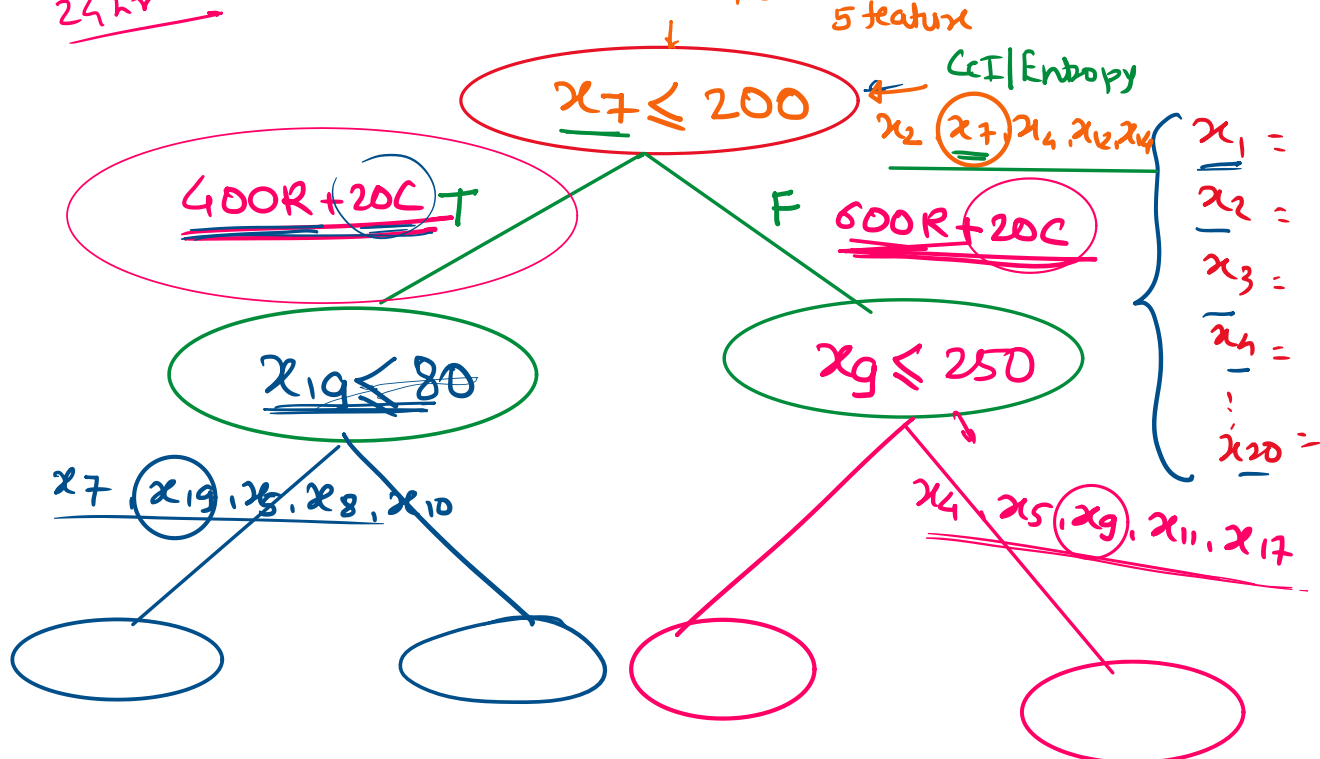 5 feature
GI/Entropy
x7 ≤ 200
x2, x7, x4, x12, x14
x1 =
x2 =
x3 =
x4 =
⋮
x20 =
400R+20C T
F 600R+20C
x19 ≤ 80
x9 ≤ 250
x7, x19, x5, x8, x10
x4, x5, x9, x11, x17